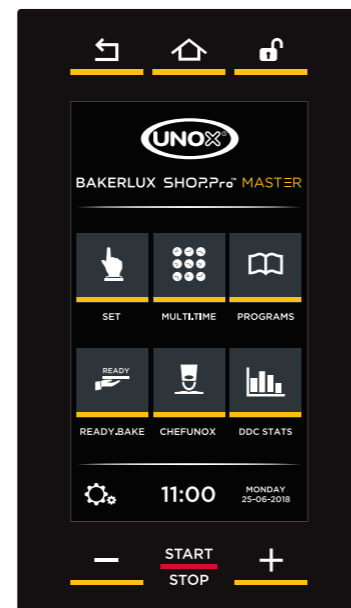 UNOX®
BAKERLUX SHOP.Pro™ MASTER
SET MULTI.TIME PROGRAMS
READY
READY.BAKE CHEFUNOX DDC STATS
11:00 MONDAY
25-06-2018
START
STOP